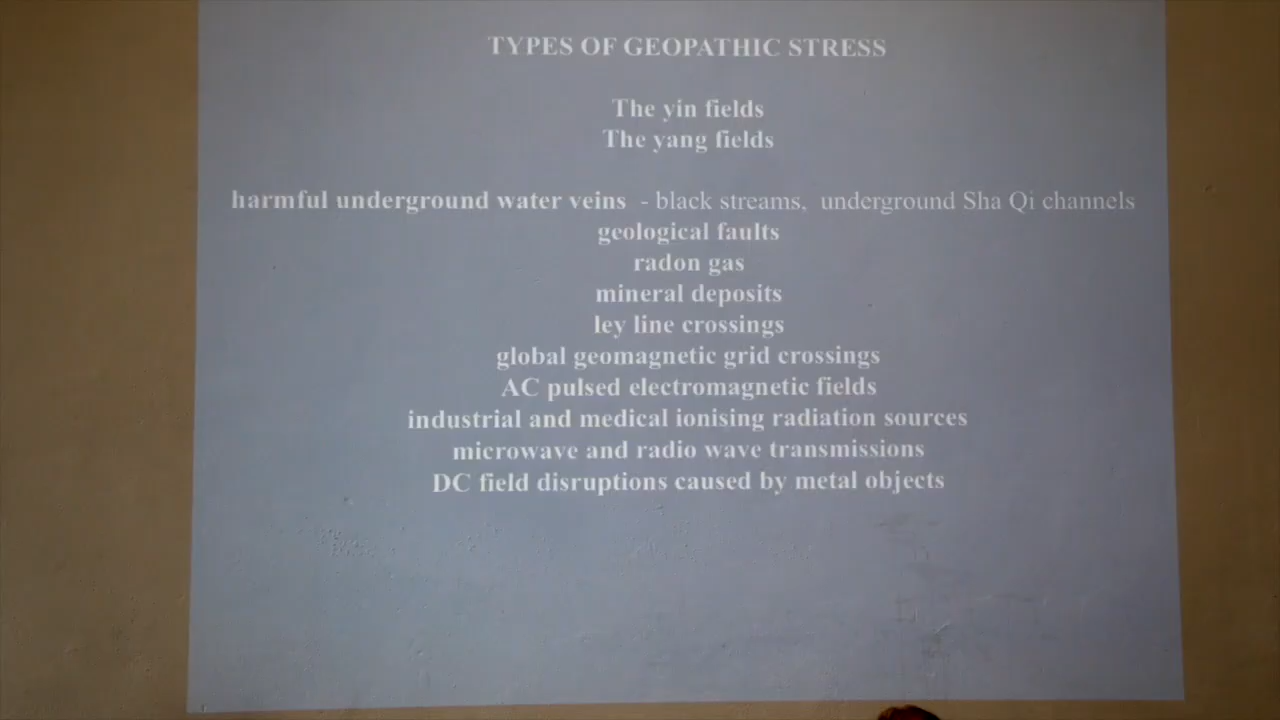 TYPES OF GEOPATHIC STRESS
The yin fields
The yang fields
harmful underground water veins - black streams, underground Sha Qi channels
geological faults
radon gas
mineral deposits
ley line crossings
global geomagnetic grid crossings
AC pulsed electromagnetic fields
industrial and medical ionising radiation sources
microwave and radio wave transmissions
DC field disruptions caused by metal objects